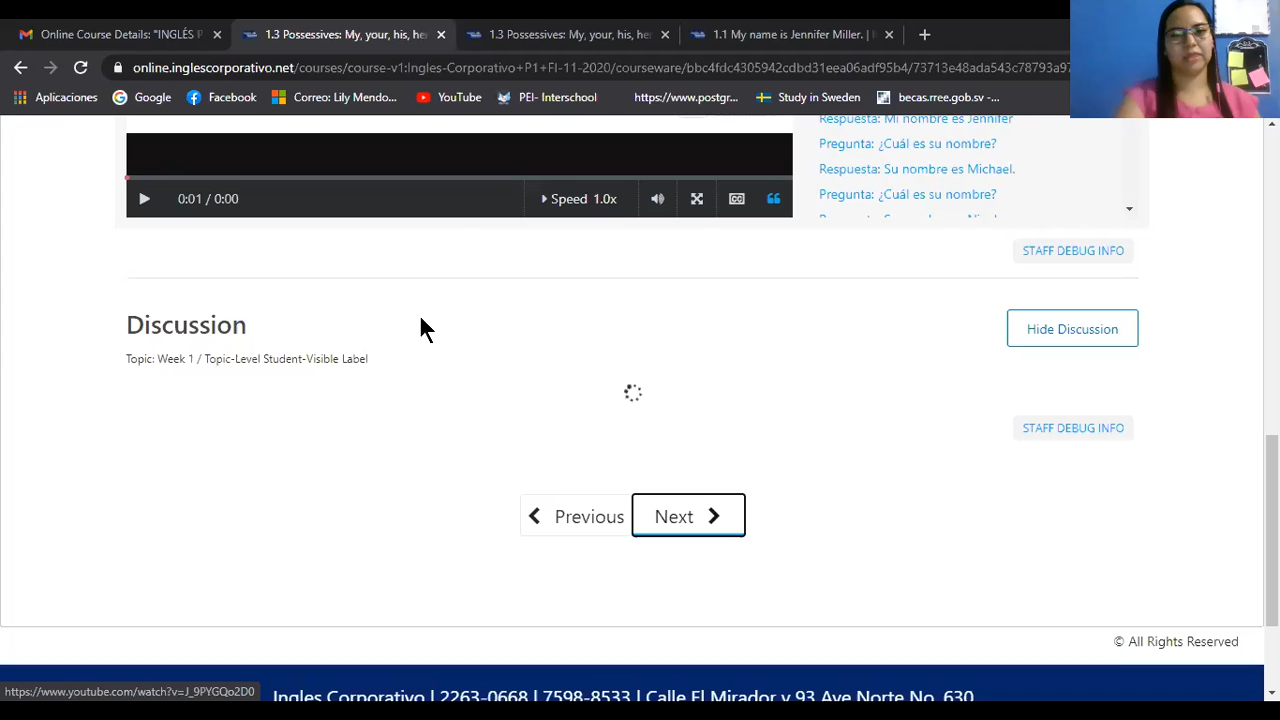 Online Course Details: "INGLÉS P
1.3 Possessives: My, your, his, he
1.3 Possessives: My, your, his, he
1.1 My name is Jennifer Miller. | 
online.inglescorporativo.net/courses/course-v1:Ingles-Corporativo+PTFI-11-2020/courseware/bbc4fdc4305942cdbd31eea06adf95b4/73713e48ada543c78793a97
Aplicaciones
Google
Facebook
Correo: Lily Mendo...
YouTube
PEI- Interschool
https://www.postgr...
Study in Sweden
becas.rree.gob.sv -...
Respuesta: Mi nombre es Jennifer
Pregunta: ¿Cuál es su nombre?
Respuesta: Su nombre es Michael.
Pregunta: ¿Cuál es su nombre?
0:01 / 0:00
Speed 1.0x
STAFF DEBUG INFO
Discussion
Hide Discussion
Topic: Week 1 / Topic-Level Student-Visible Label
STAFF DEBUG INFO
Previous
Next
© All Rights Reserved
https://www.youtube.com/watch?v=J_9PYGQo2D0
Ingles Corporativo | 2263-0668 | 7598-8533 | Calle El Mirador y 93 Ave Norte No. 630